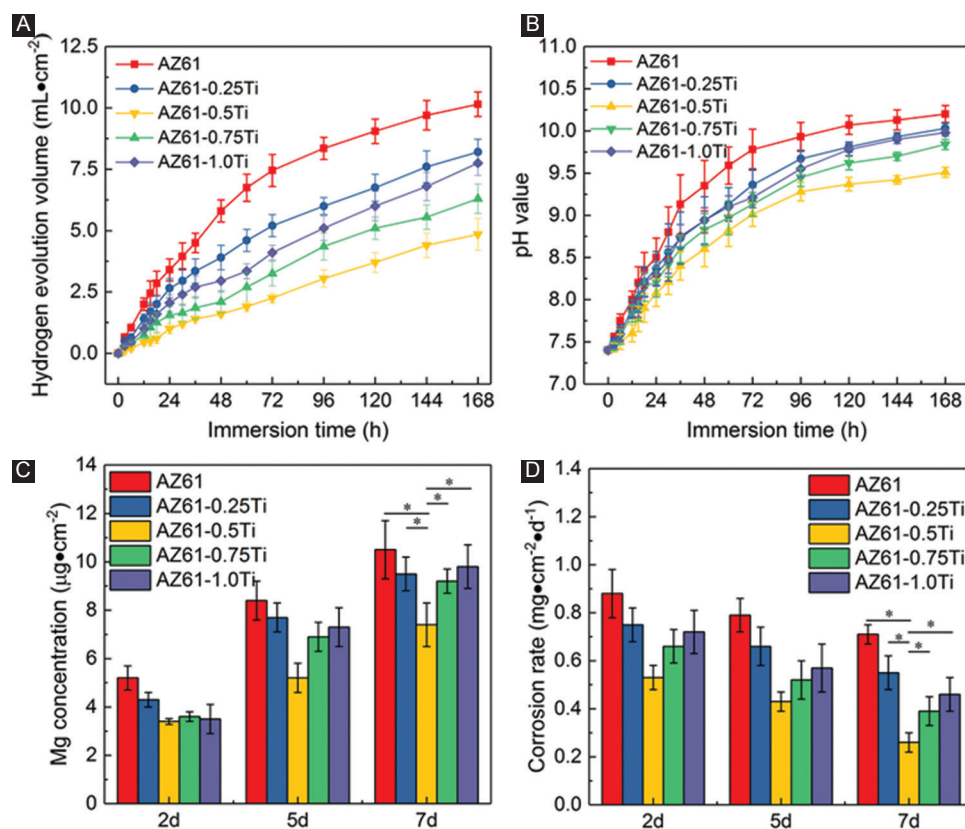 A
Hydrogen evolution volume (mL•cm⁻²)
12.5
10.0
7.5
5.0
2.5
0.0
AZ61
AZ61-0.25Ti
AZ61-0.5Ti
AZ61-0.75Ti
AZ61-1.0Ti
0 24 48 72 96 120 144 168
Immersion time (h)
B
pH value
11.0
10.5
10.0
9.5
9.0
8.5
8.0
7.5
7.0
AZ61
AZ61-0.25Ti
AZ61-0.5Ti
AZ61-0.75Ti
AZ61-1.0Ti
0 24 48 72 96 120 144 168
Immersion time (h)
C
Mg concentration (µg•cm⁻²)
14
12
10
8
6
4
2
0
AZ61
AZ61-0.25Ti
AZ61-0.5Ti
AZ61-0.75Ti
AZ61-1.0Ti
* * * *
2d 5d 7d
D
Corrosion rate (mg•cm⁻²•d⁻¹)
1.4
1.2
1.0
0.8
0.6
0.4
0.2
0.0
AZ61
AZ61-0.25Ti
AZ61-0.5Ti
AZ61-0.75Ti
AZ61-1.0Ti
* * * *
2d 5d 7d